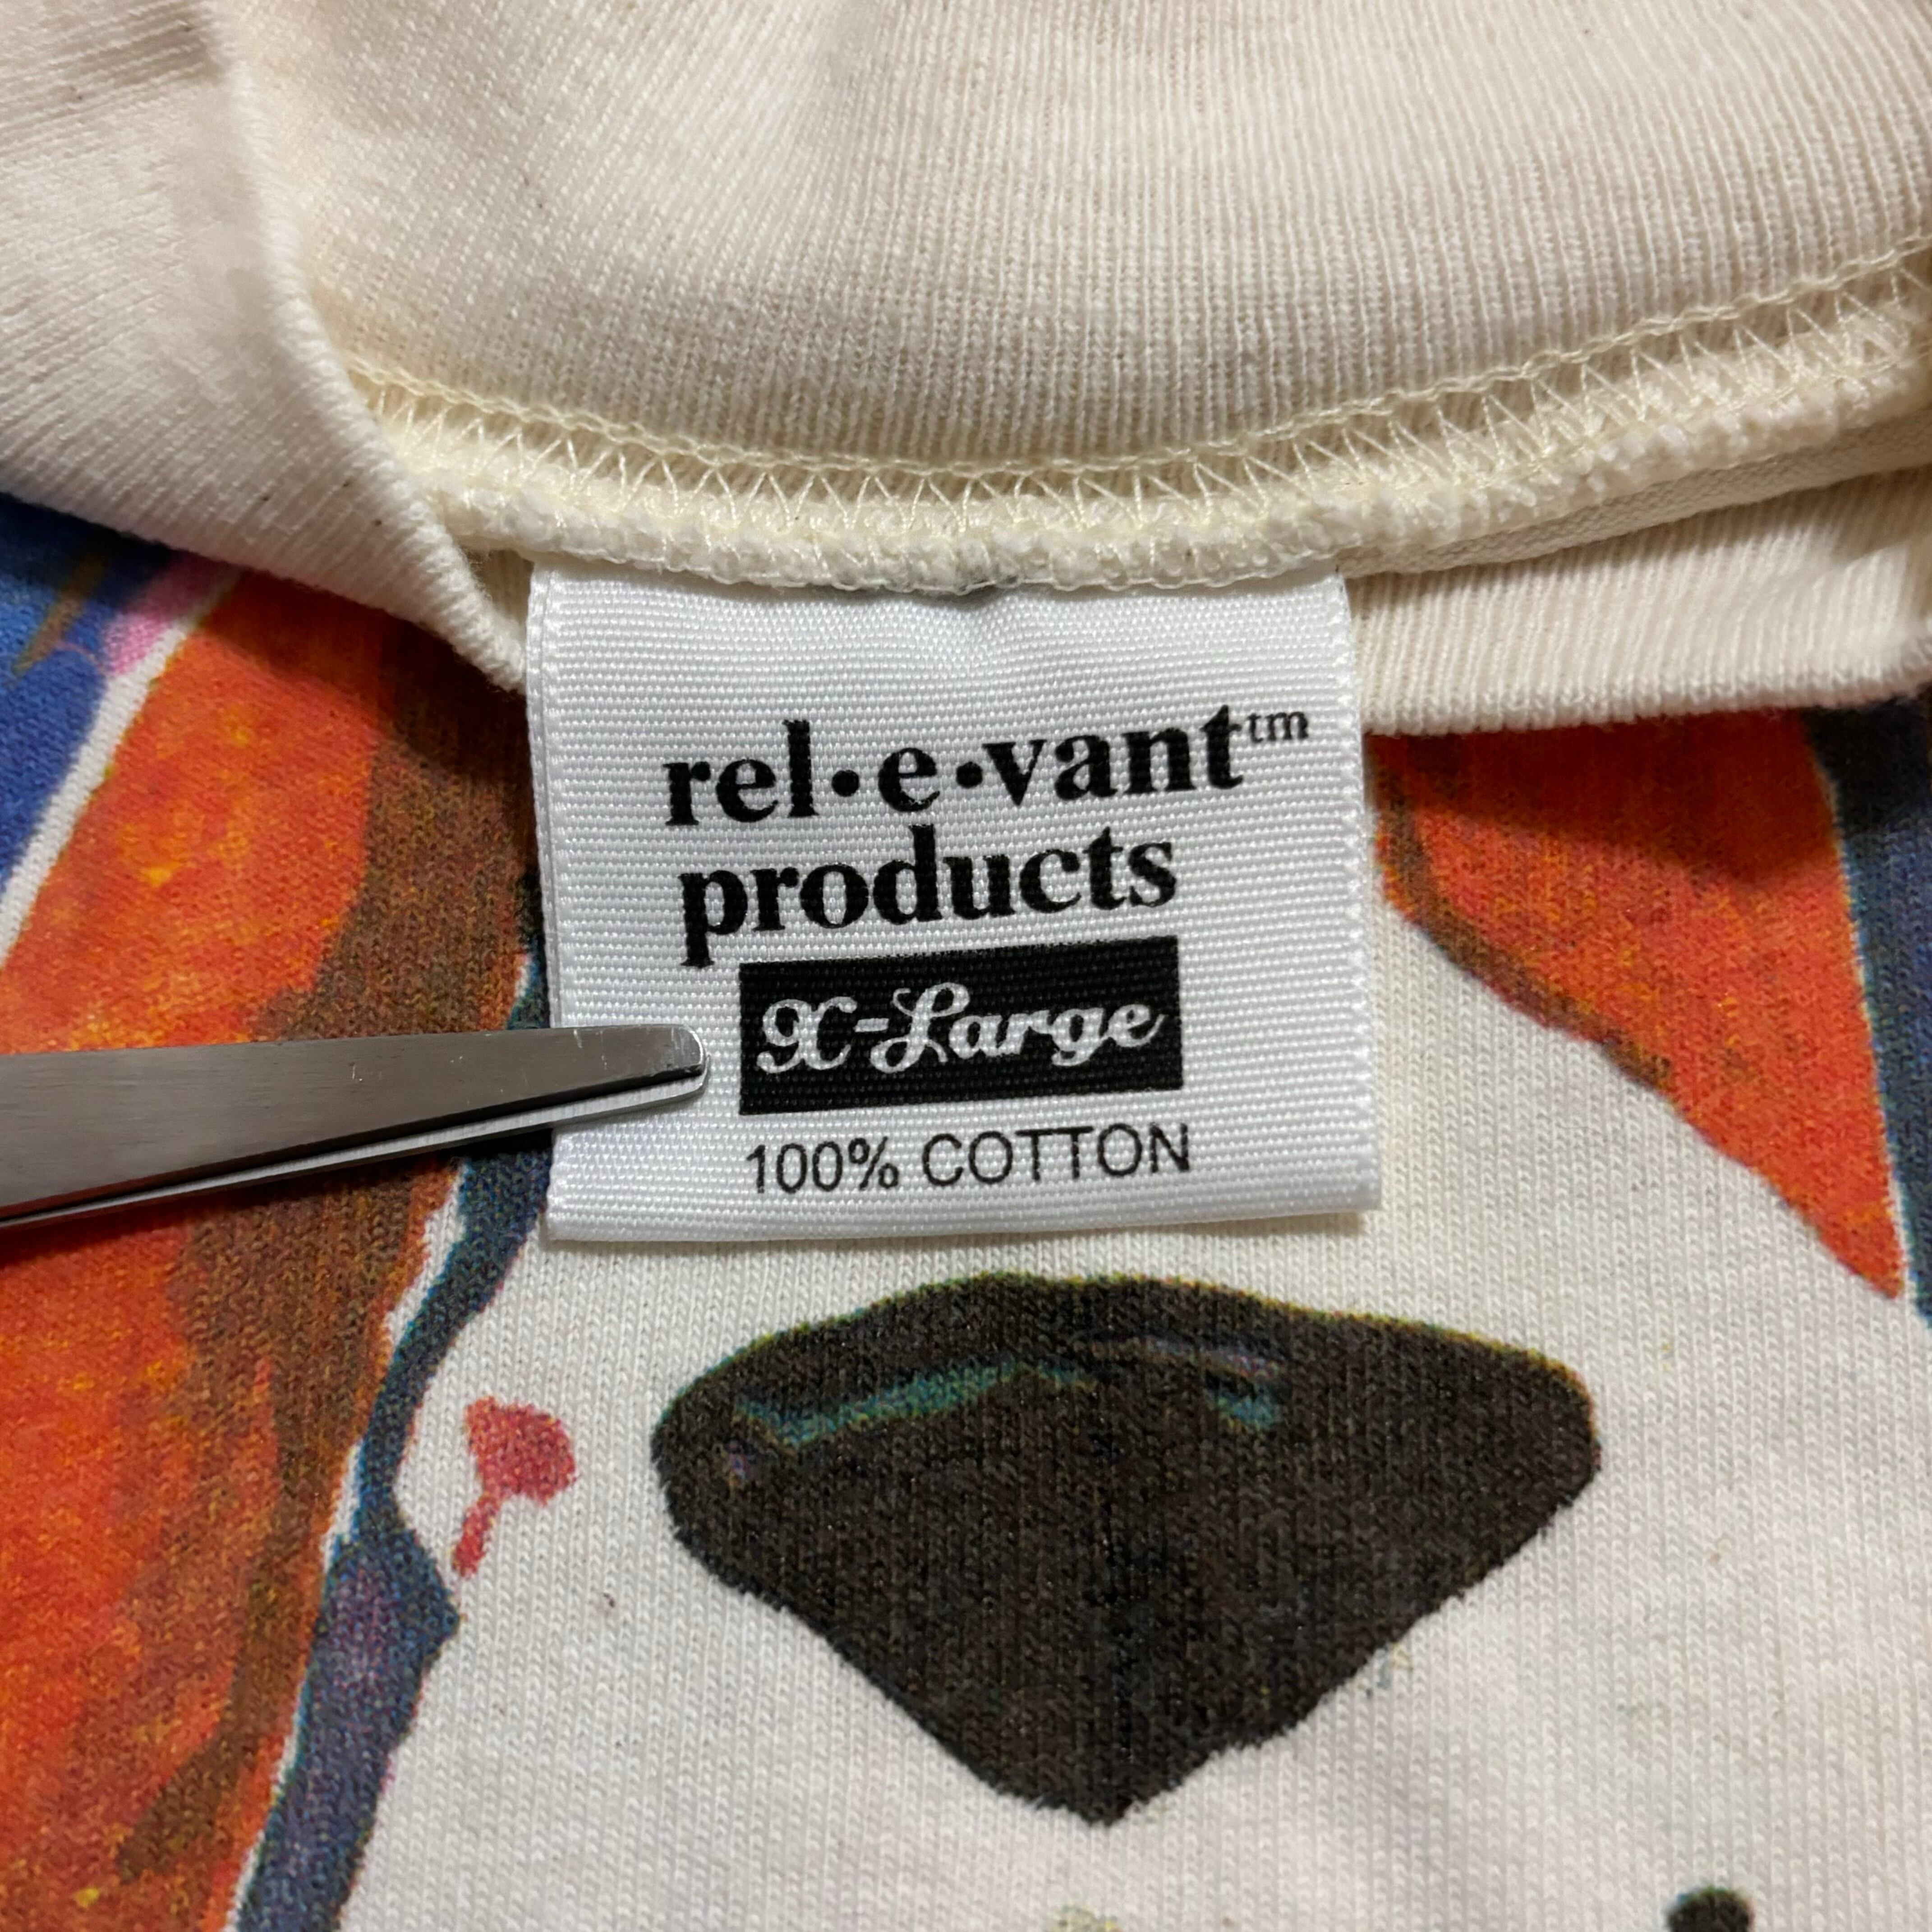 rel•e•vant™
products
X-Large
100% COTTON